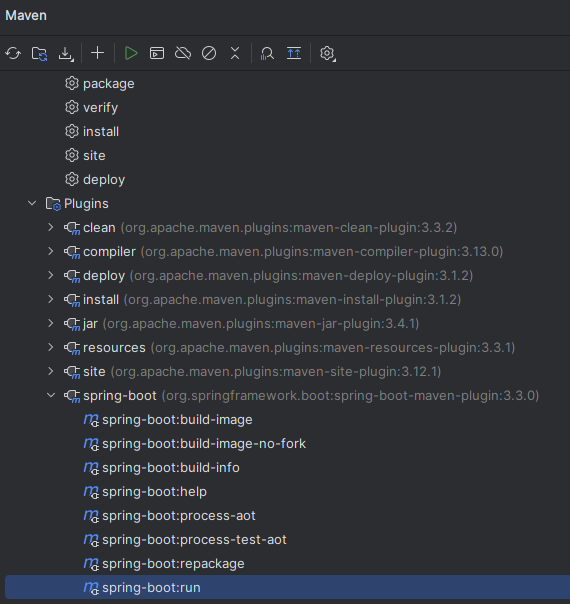 Maven
package
verify
install
site
deploy
Plugins
clean (org.apache.maven.plugins:maven-clean-plugin:3.3.2)
compiler (org.apache.maven.plugins:maven-compiler-plugin:3.13.0)
deploy (org.apache.maven.plugins:maven-deploy-plugin:3.1.2)
install (org.apache.maven.plugins:maven-install-plugin:3.1.2)
jar (org.apache.maven.plugins:maven-jar-plugin:3.4.1)
resources (org.apache.maven.plugins:maven-resources-plugin:3.3.1)
site (org.apache.maven.plugins:maven-site-plugin:3.12.1)
spring-boot (org.springframework.boot:spring-boot-maven-plugin:3.3.0)
spring-boot:build-image
spring-boot:build-image-no-fork
spring-boot:build-info
spring-boot:help
spring-boot:process-aot
spring-boot:process-test-aot
spring-boot:repackage
spring-boot:run